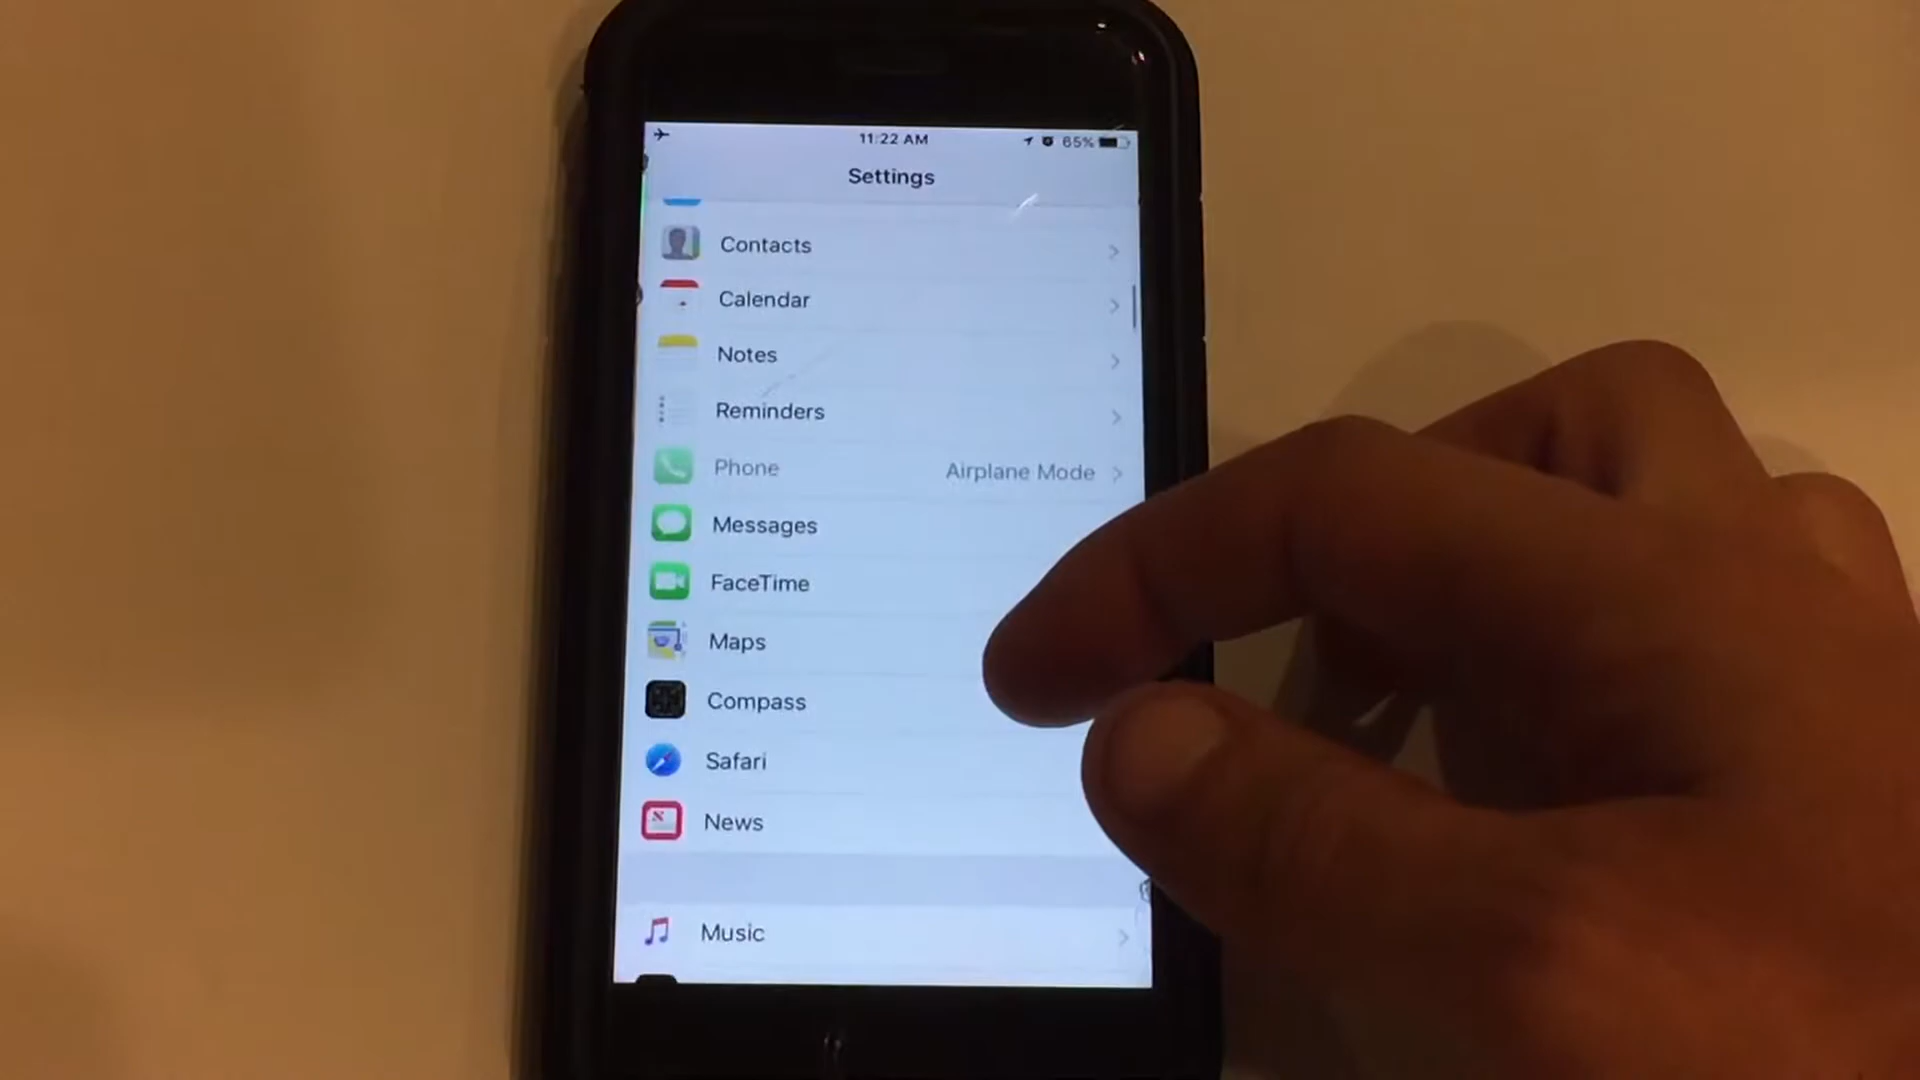 11:22 AM
65%
Settings
Contacts
Calendar
Notes
Reminders
Phone Airplane Mode
Messages
FaceTime
Maps
Compass
Safari
News
Music